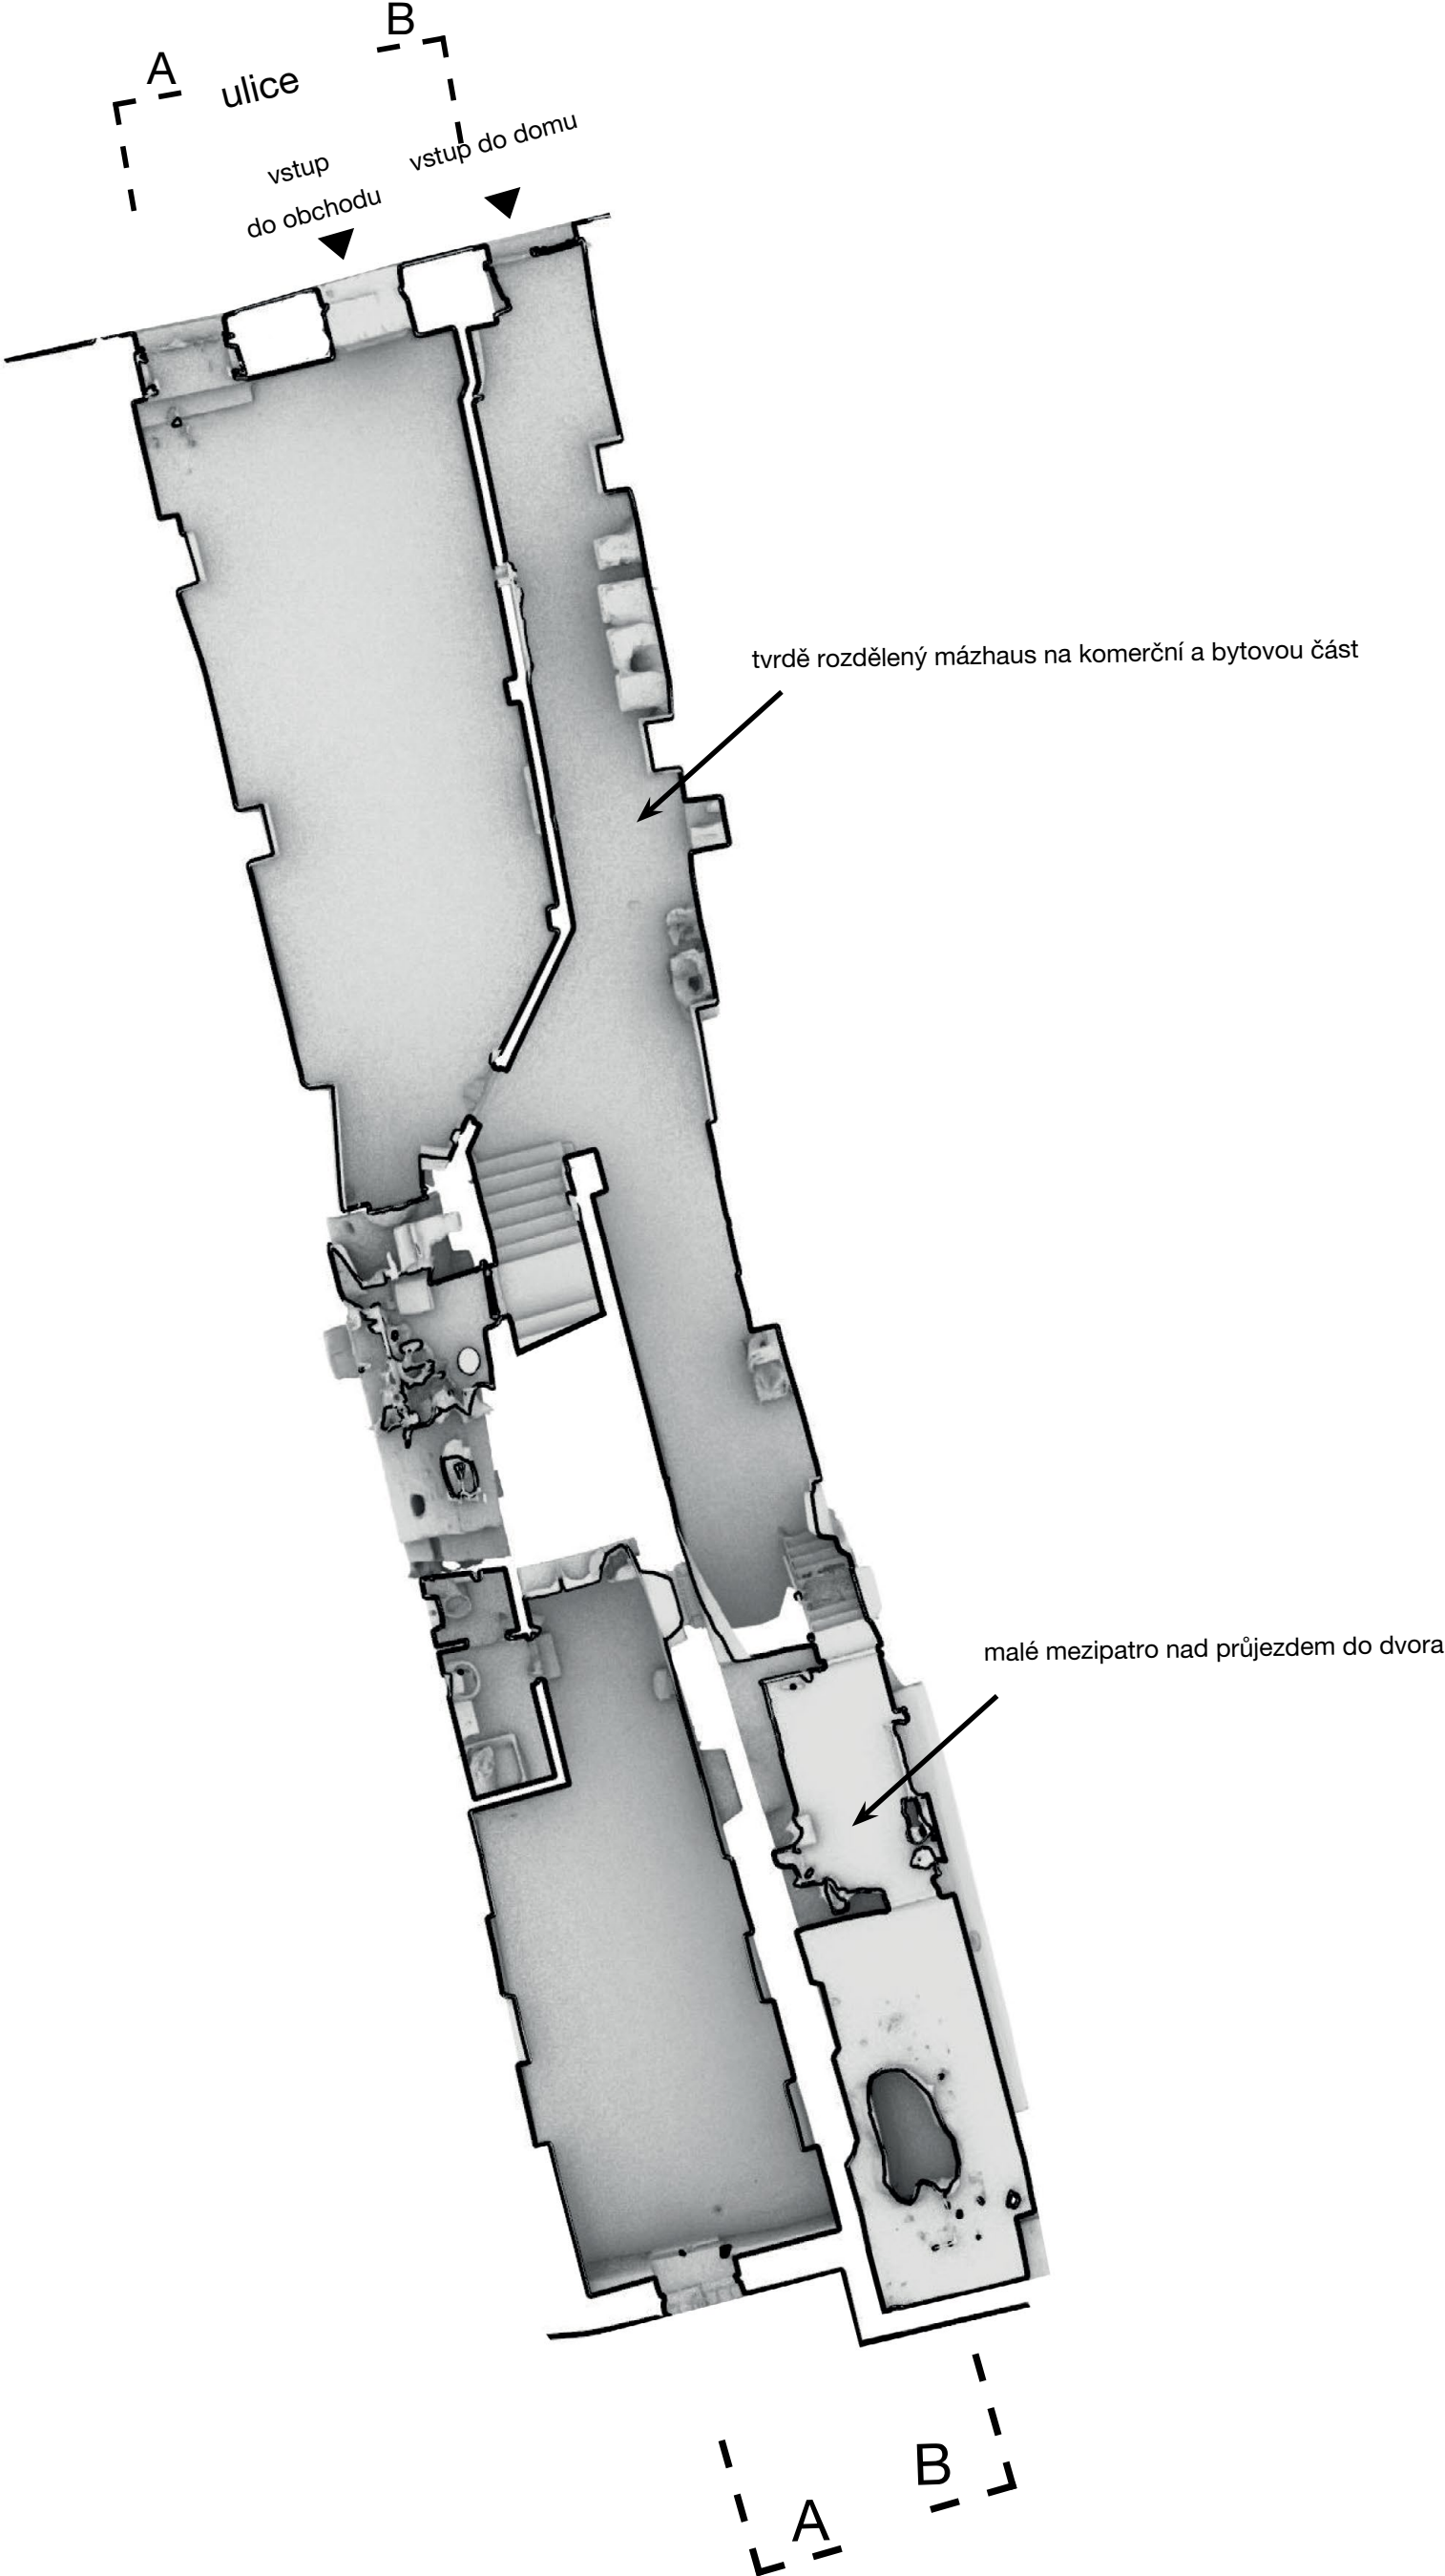 B
A
ulice
vstup do domu
vstup
do obchodu
tvrdě rozdělený mázhaus na komerční a bytovou část
malé mezipatro nad průjezdem do dvora
B
A